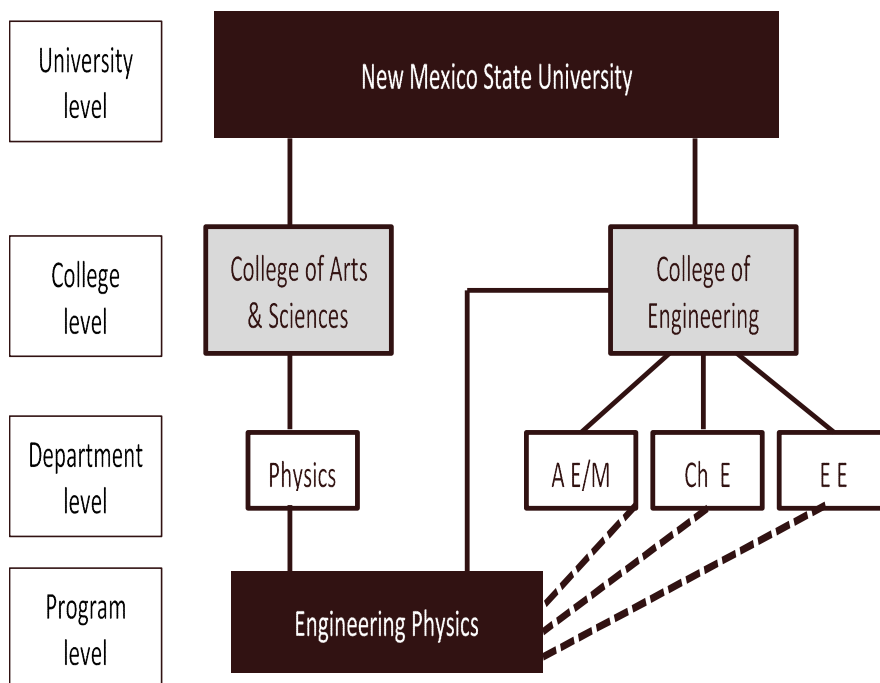 University
level
New Mexico State University
College
level
College of Arts
& Sciences
College of
Engineering
Department
level
Physics
A E/M
Ch E
E E
Program
level
Engineering Physics